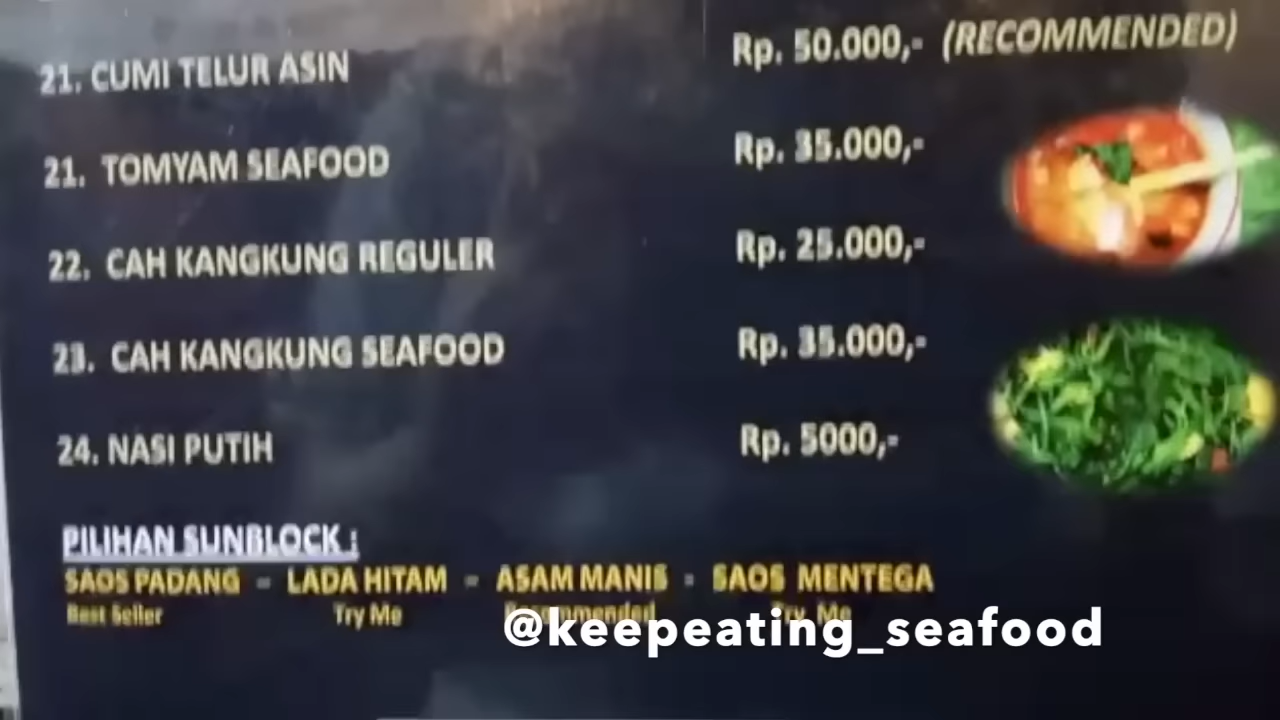 21. CUMI TELUR ASIN Rp. 50.000,- (RECOMMENDED)
21. TOMYAM SEAFOOD Rp. 35.000,-
22. CAH KANGKUNG REGULER Rp. 25.000,-
23. CAH KANGKUNG SEAFOOD Rp. 35.000,-
24. NASI PUTIH Rp. 5000,-
PILIHAN SUNBLOCK :
SAOS PADANG - LADA HITAM - ASAM MANIS - SAOS MENTEGA
Best Seller Try Me Recommended Try Me
@keepeating_seafood